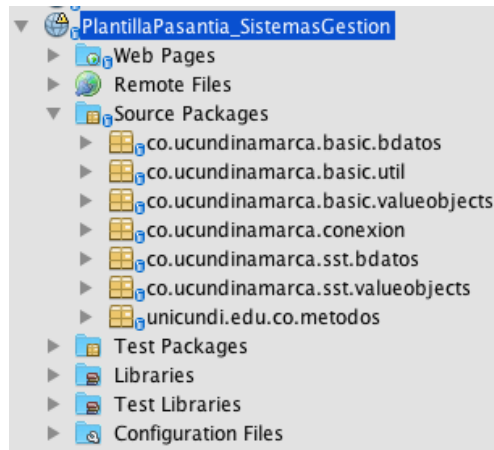 PlantillaPasantia_SistemasGestion
Web Pages
Remote Files
Source Packages
co.ucundinamarca.basic.bdatos
co.ucundinamarca.basic.util
co.ucundinamarca.basic.valueobjects
co.ucundinamarca.conexion
co.ucundinamarca.sst.bdatos
co.ucundinamarca.sst.valueobjects
unicundi.edu.co.metodos
Test Packages
Libraries
Test Libraries
Configuration Files